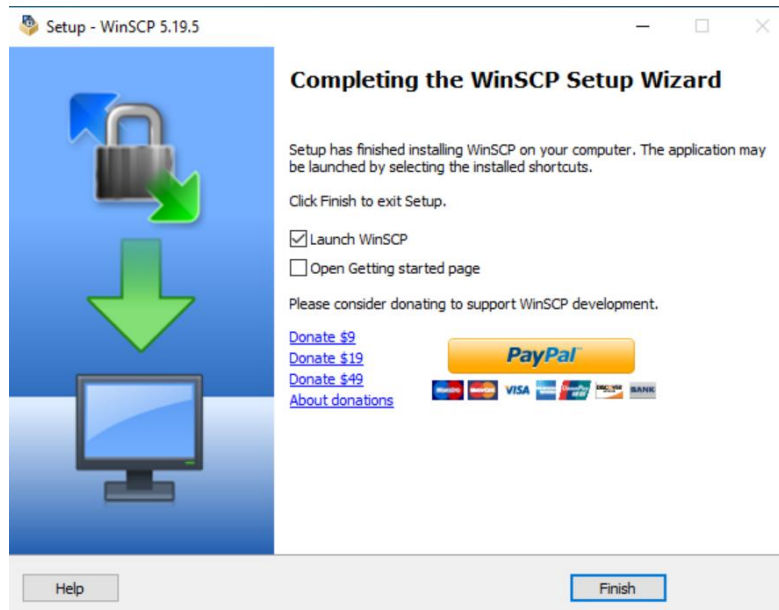 Setup - WinSCP 5.19.5
Completing the WinSCP Setup Wizard
Setup has finished installing WinSCP on your computer. The application may
be launched by selecting the installed shortcuts.
Click Finish to exit Setup.
Launch WinSCP
Open Getting started page
Please consider donating to support WinSCP development.
Donate $9
Donate $19
Donate $49
About donations
PayPal
VISA
BANK
Help
Finish